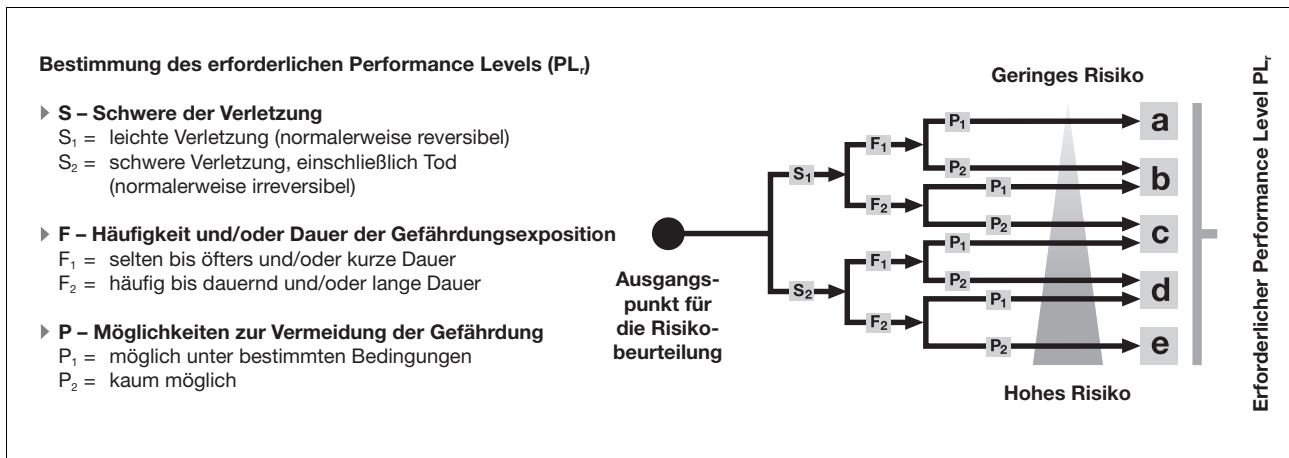 Bestimmung des erforderlichen Performance Levels (PLr)
S – Schwere der Verletzung
S1 = leichte Verletzung (normalerweise reversibel)
S2 = schwere Verletzung, einschließlich Tod
(normalerweise irreversibel)
F – Häufigkeit und/oder Dauer der Gefährdungsexposition
F1 = selten bis öfters und/oder kurze Dauer
F2 = häufig bis dauernd und/oder lange Dauer
P – Möglichkeiten zur Vermeidung der Gefährdung
P1 = möglich unter bestimmten Bedingungen
P2 = kaum möglich
Ausgangs-
punkt für
die Risiko-
beurteilung
Geringes Risiko
S1
F1
P1
a
P2
b
F2
P1
P2
c
S2
F1
P1
P2
d
F2
P1
P2
e
Hohes Risiko
Erforderlicher Performance Level PLr